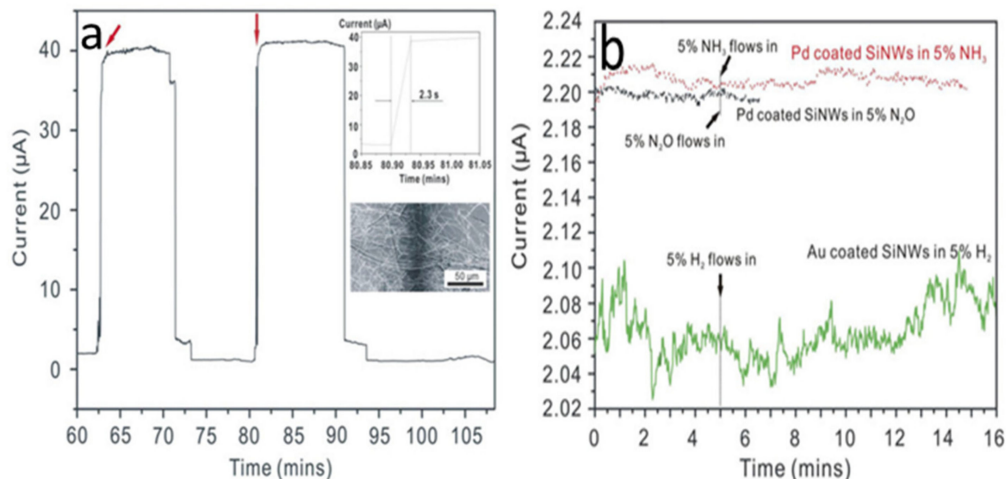 a
Current (µA)
40
30
20
10
0
60 65 70 75 80 85 90 95 100 105
Time (mins)
Current (µA)
40
30
20
10
0
2.3 s
80.85 80.90 80.95 81.00 81.05
Time (mins)
50 µm
b
Current (µA)
2.24
2.22
2.20
2.18
2.16
2.10
2.08
2.06
2.04
2.02
0 2 4 6 8 10 12 14 16
Time (mins)
5% NH₃ flows in
Pd coated SiNWs in 5% NH₃
Pd coated SiNWs in 5% N₂O
5% N₂O flows in
5% H₂ flows in
Au coated SiNWs in 5% H₂